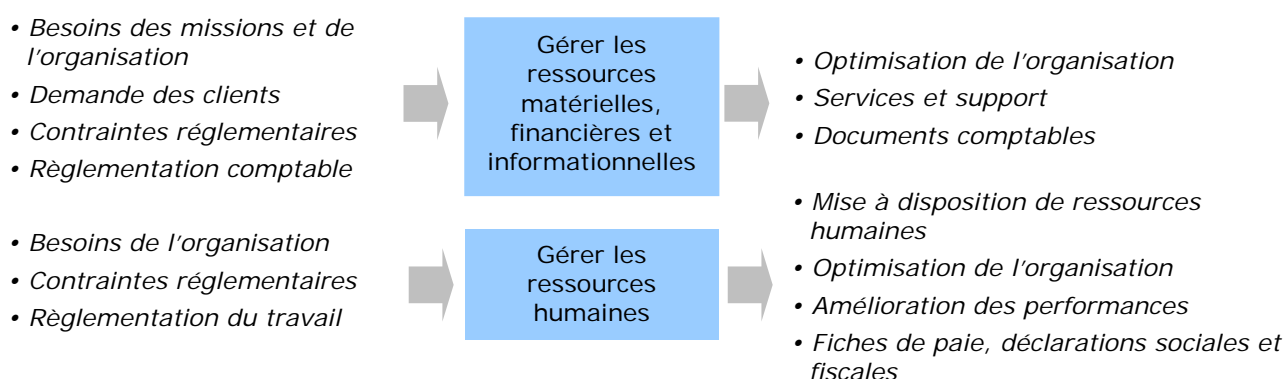 • Besoins des missions et de
l'organisation
• Demande des clients
• Contraintes réglementaires
• Règlementation comptable
Gérer les
ressources
matérielles,
financières et
informationnelles
• Optimisation de l'organisation
• Services et support
• Documents comptables
• Besoins de l'organisation
• Contraintes réglementaires
• Règlementation du travail
Gérer les
ressources
humaines
• Mise à disposition de ressources
humaines
• Optimisation de l'organisation
• Amélioration des performances
• Fiches de paie, déclarations sociales et
fiscales